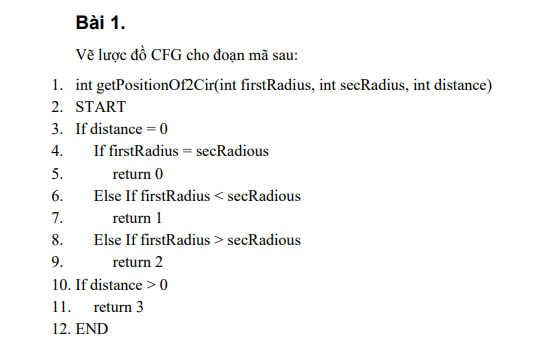 Bài 1.
Vẽ lược đồ CFG cho đoạn mã sau:
1. int getPositionOf2Cir(int firstRadius, int secRadius, int distance)
2. START
3. If distance = 0
4. If firstRadius = secRadious
5. return 0
6. Else If firstRadius < secRadious
7. return 1
8. Else If firstRadius > secRadious
9. return 2
10. If distance > 0
11. return 3
12. END